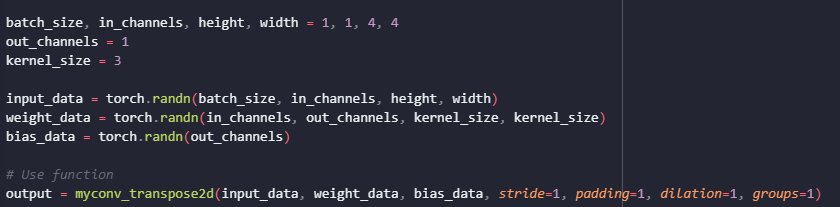 batch_size, in_channels, height, width = 1, 1, 4, 4
out_channels = 1
kernel_size = 3
input_data = torch.randn(batch_size, in_channels, height, width)
weight_data = torch.randn(in_channels, out_channels, kernel_size, kernel_size)
bias_data = torch.randn(out_channels)
# Use function
output = myconv_transpose2d(input_data, weight_data, bias_data, stride=1, padding=1, dilation=1, groups=1)